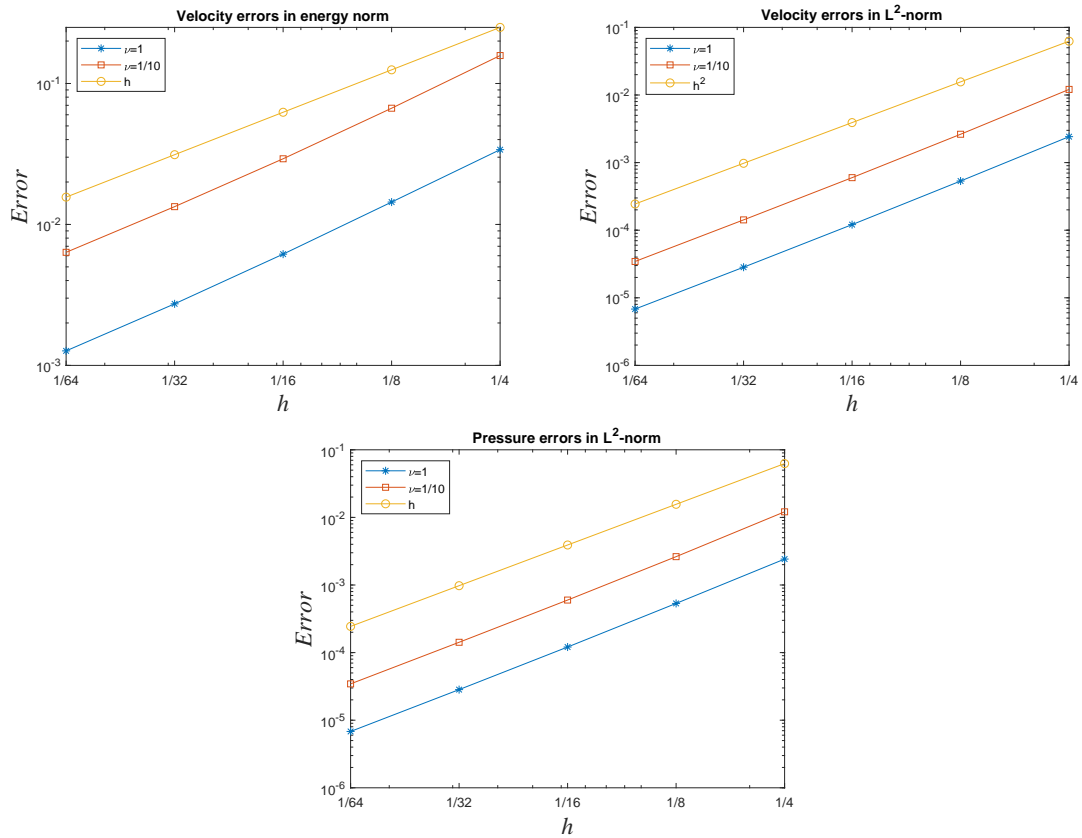 Velocity errors in energy norm
ν=1
ν=1/10
h
10⁻¹
10⁻²
10⁻³
Error
1/64
1/32
1/16
1/8
1/4
h
Velocity errors in L²-norm
ν=1
ν=1/10
h²
10⁻¹
10⁻²
10⁻³
10⁻⁴
10⁻⁵
10⁻⁶
Error
1/64
1/32
1/16
1/8
1/4
h
Pressure errors in L²-norm
ν=1
ν=1/10
h
10⁻¹
10⁻²
10⁻³
10⁻⁴
10⁻⁵
10⁻⁶
Error
1/64
1/32
1/16
1/8
1/4
h